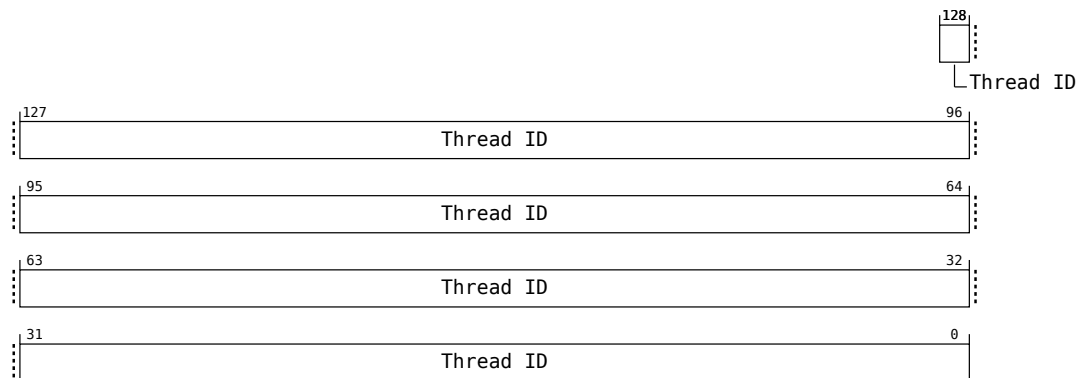 128
Thread ID
127 96
Thread ID
95 64
Thread ID
63 32
Thread ID
31 0
Thread ID